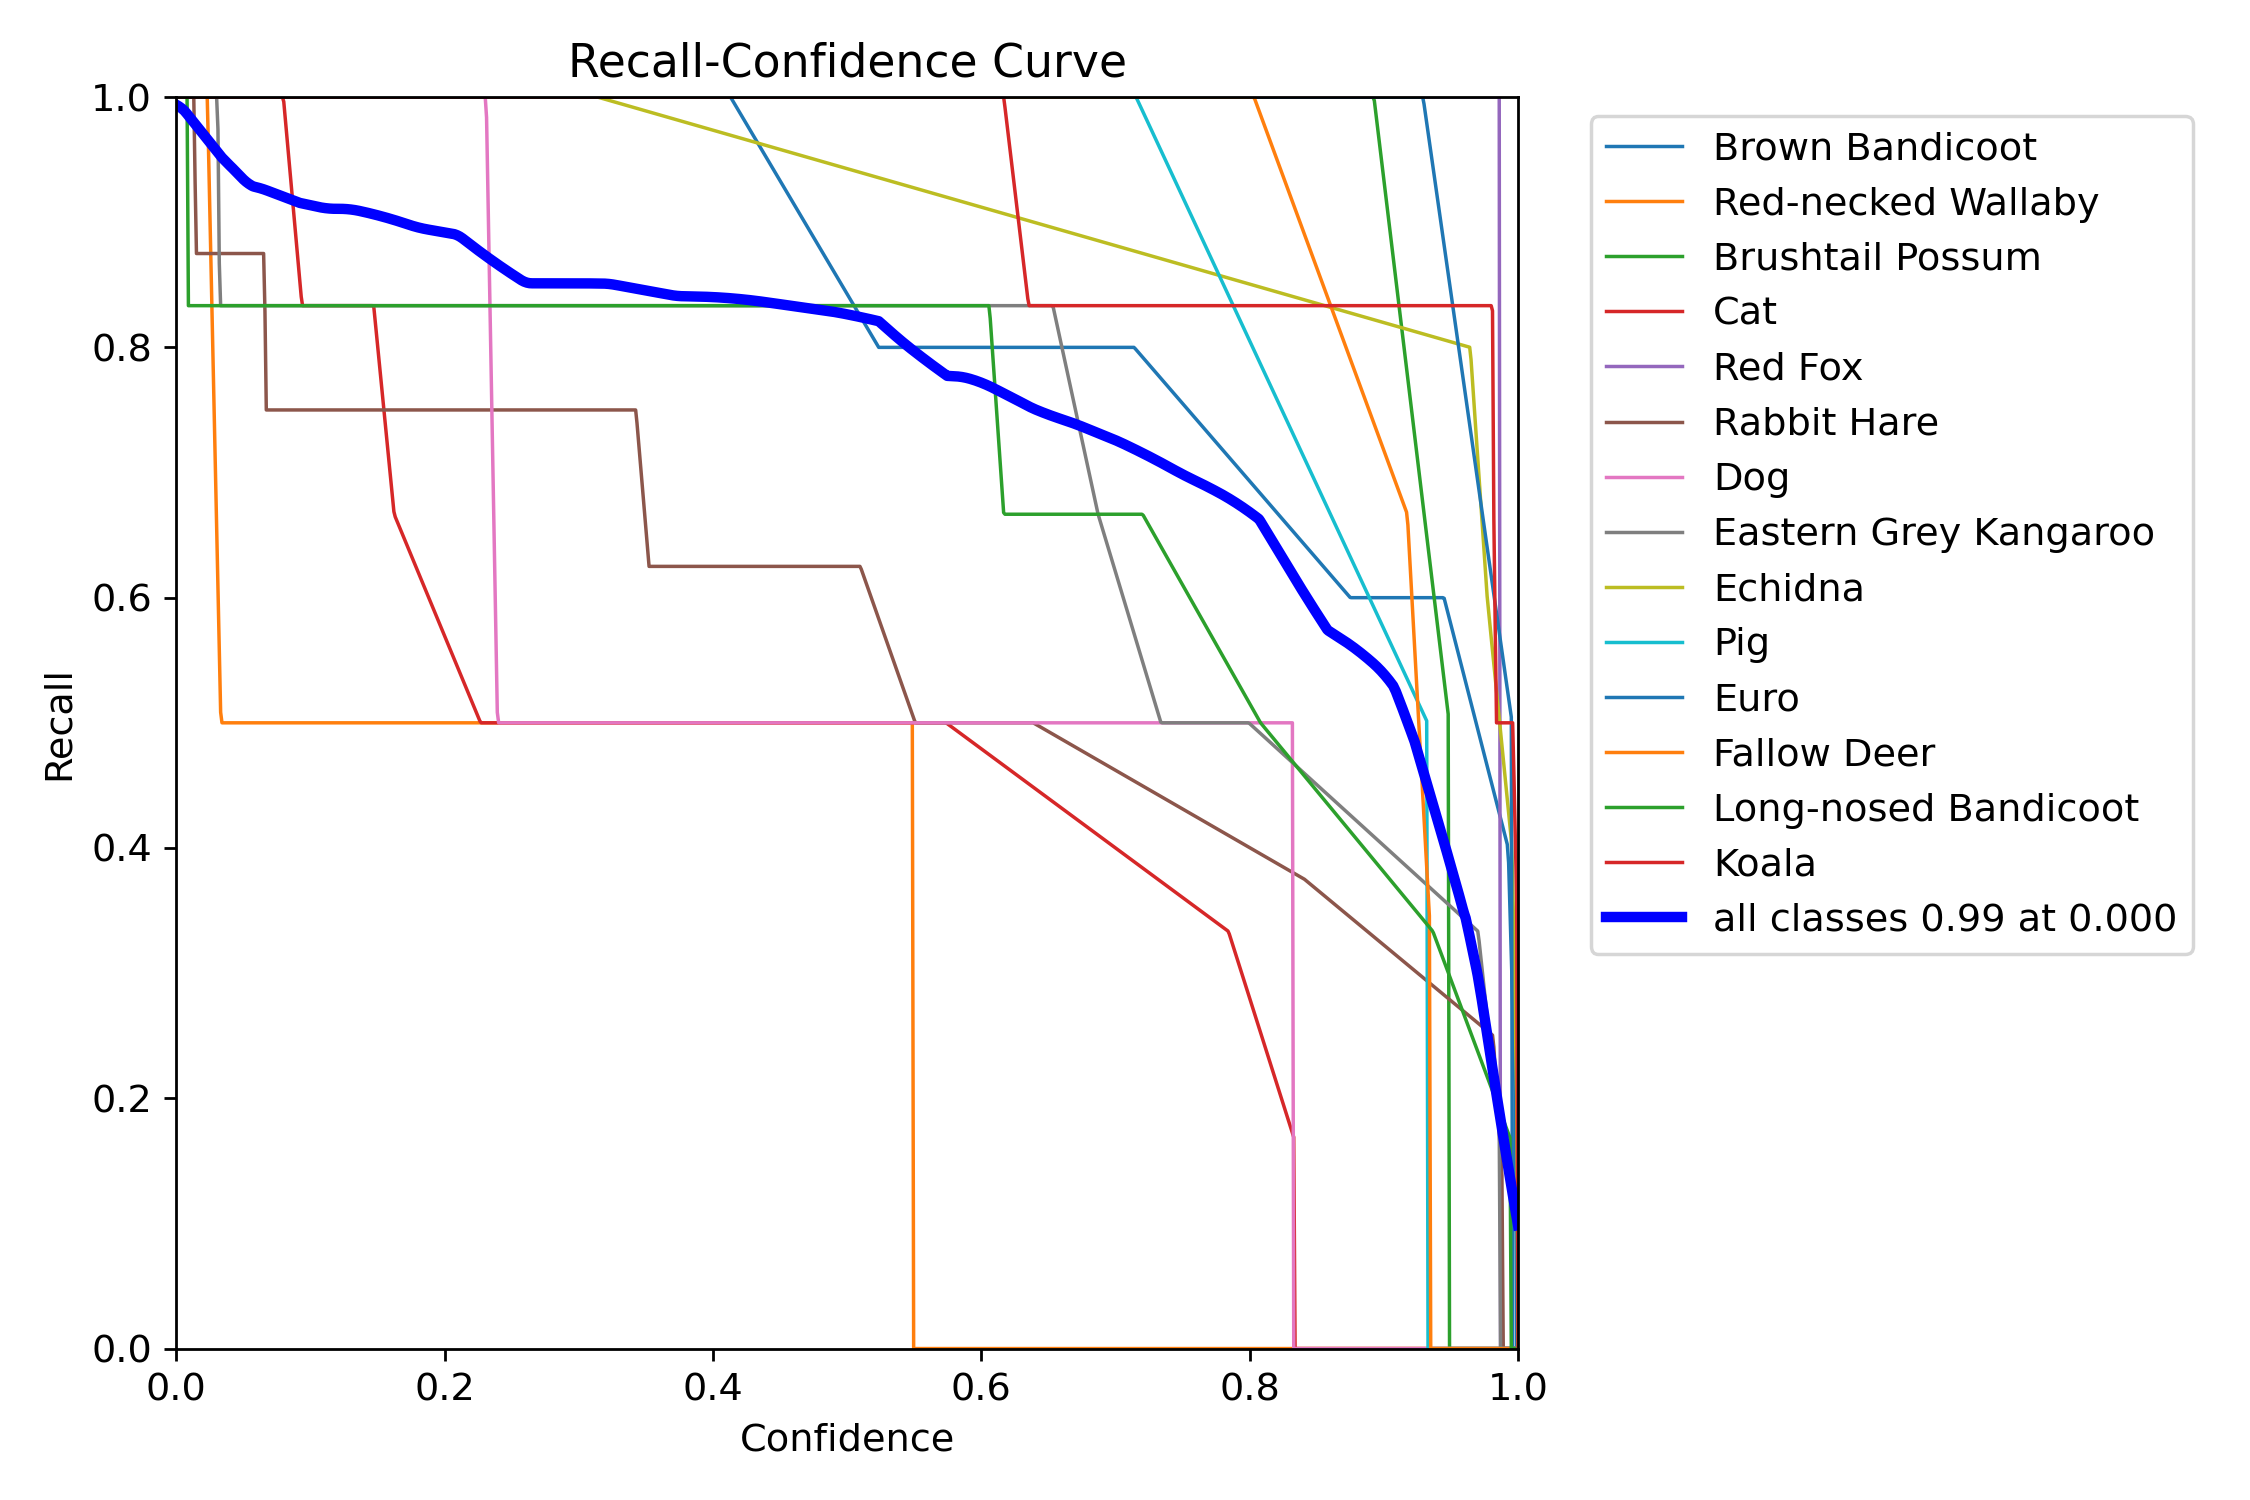 Recall-Confidence Curve
1.0
0.8
0.6
0.4
0.2
0.0
Recall
0.0 0.2 0.4 0.6 0.8 1.0
Confidence
Brown Bandicoot
Red-necked Wallaby
Brushtail Possum
Cat
Red Fox
Rabbit Hare
Dog
Eastern Grey Kangaroo
Echidna
Pig
Euro
Fallow Deer
Long-nosed Bandicoot
Koala
all classes 0.99 at 0.000